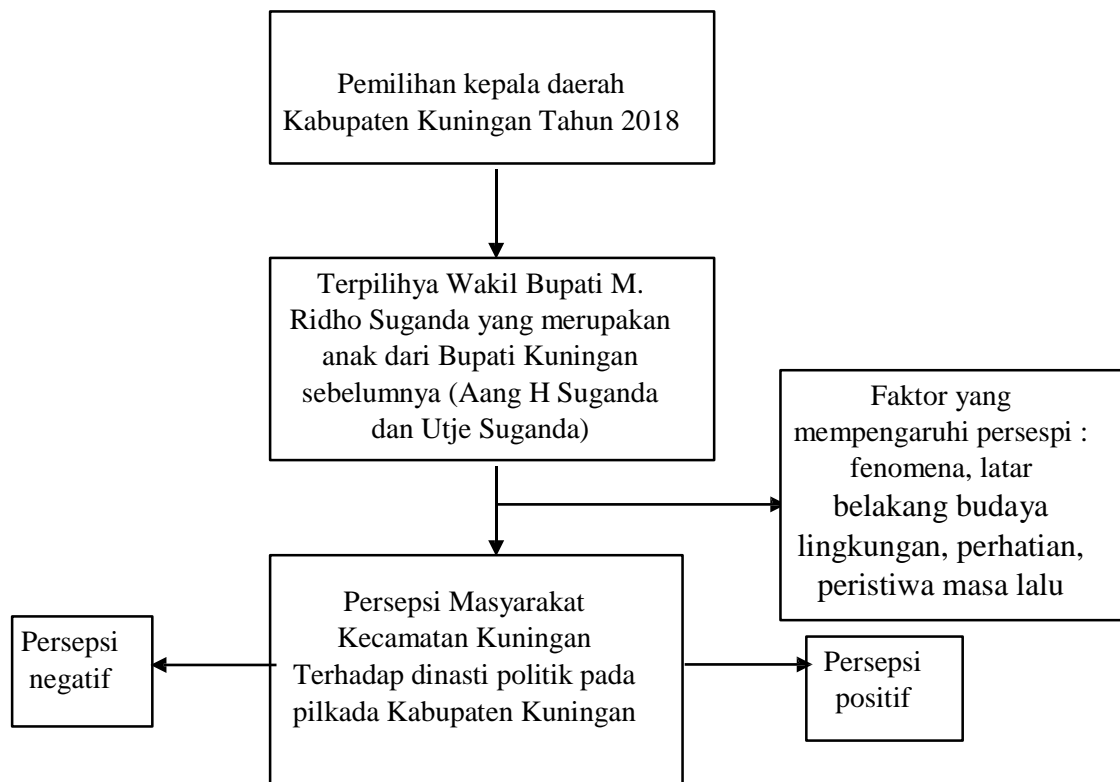 Pemilihan kepala daerah
Kabupaten Kuningan Tahun 2018
Terpilihya Wakil Bupati M.
Ridho Suganda yang merupakan
anak dari Bupati Kuningan
sebelumnya (Aang H Suganda
dan Utje Suganda)
Faktor yang
mempengaruhi persespi :
fenomena, latar
belakang budaya
lingkungan, perhatian,
peristiwa masa lalu
Persepsi Masyarakat
Kecamatan Kuningan
Terhadap dinasti politik pada
pilkada Kabupaten Kuningan
Persepsi
negatif
Persepsi
positif